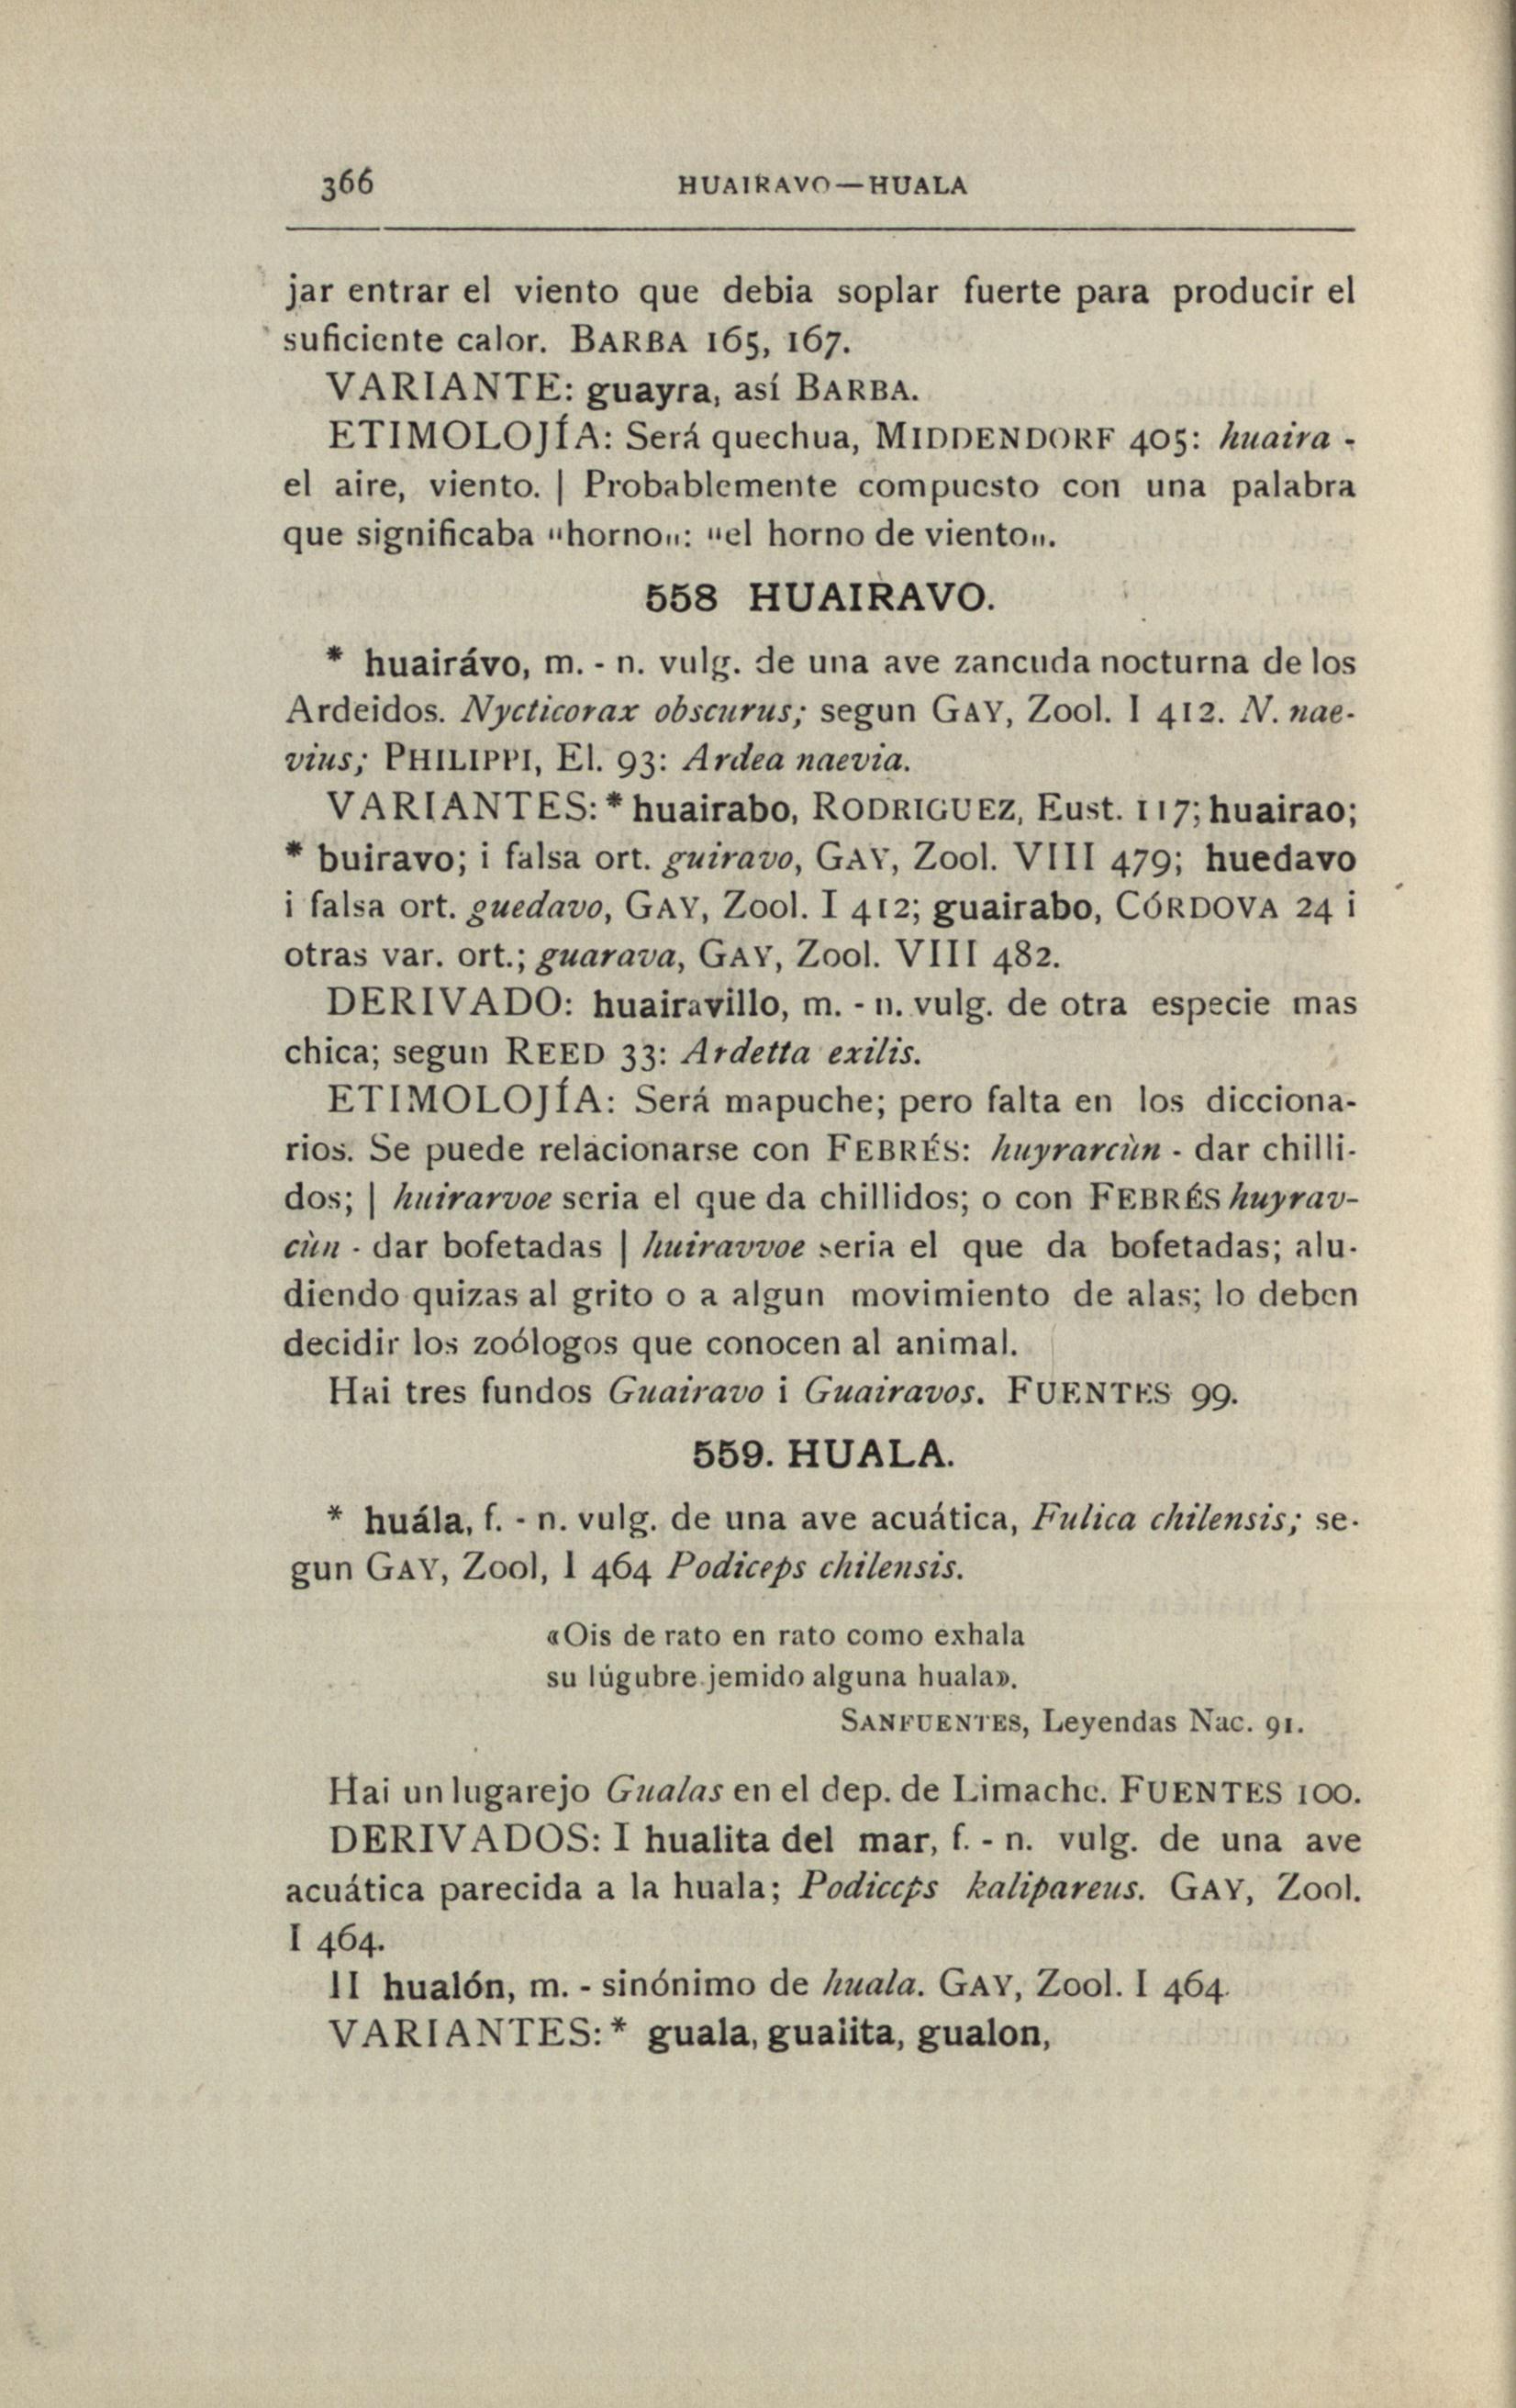 366
HUAIRAVO—HUALA
jar entrar el viento que debia soplar fuerte para producir el
suficiente calor. BARBA 165, 167.
VARIANTE: guayra, así BARBA.
ETIMOLOJÍA: Será quechua, MIDDENDORF 405: huaira -
el aire, viento. | Probablemente compuesto con una palabra
que significaba "horno": "el horno de viento".
558 HUAIRAVO.
* huairávo, m. - n. vulg. de una ave zancuda nocturna de los
Ardeidos. Nycticorax obscurus; segun GAY, Zool. I 412. N. nae-
vius; PHILIPPI, El. 93: Ardea naevia.
VARIANTES: * huairabo, RODRIGUEZ, Eust. 117; huairao;
* buiravo; i falsa ort. guiravo, GAY, Zool. VIII 479; huedavo
i falsa ort. guedavo, GAY, Zool. I 412; guairabo, CÓRDOVA 24 i
otras var. ort.; guarava, GAY, Zool. VIII 482.
DERIVADO: huairavillo, m. - n. vulg. de otra especie mas
chica; segun REED 33: Ardetta exilis.
ETIMOLOJÍA: Será mapuche; pero falta en los dicciona-
rios. Se puede relacionarse con FEBRÉS: huyrarcùn - dar chilli-
dos; | huirarvoe seria el que da chillidos; o con FEBRÉS huyrav-
cùn - dar bofetadas | huiravvoe seria el que da bofetadas; alu-
diendo quizas al grito o a algun movimiento de alas; lo deben
decidir los zoólogos que conocen al animal.
Hai tres fundos Guairavo i Guairavos. FUENTES 99.
559. HUALA.
* huála, f. - n. vulg. de una ave acuática, Fulica chilensis; se-
gun GAY, Zool, I 464 Podiceps chilensis.
«Ois de rato en rato como exhala
su lúgubre jemido alguna huala».
SANFUENTES, Leyendas Nac. 91.
Hai un lugarejo Gualas en el dep. de Limache. FUENTES 100.
DERIVADOS: I hualita del mar, f. - n. vulg. de una ave
acuática parecida a la huala; Podiceps kalipareus. GAY, Zool.
I 464.
II hualón, m. - sinónimo de huala. GAY, Zool. I 464.
VARIANTES: * guala, gualita, gualon,